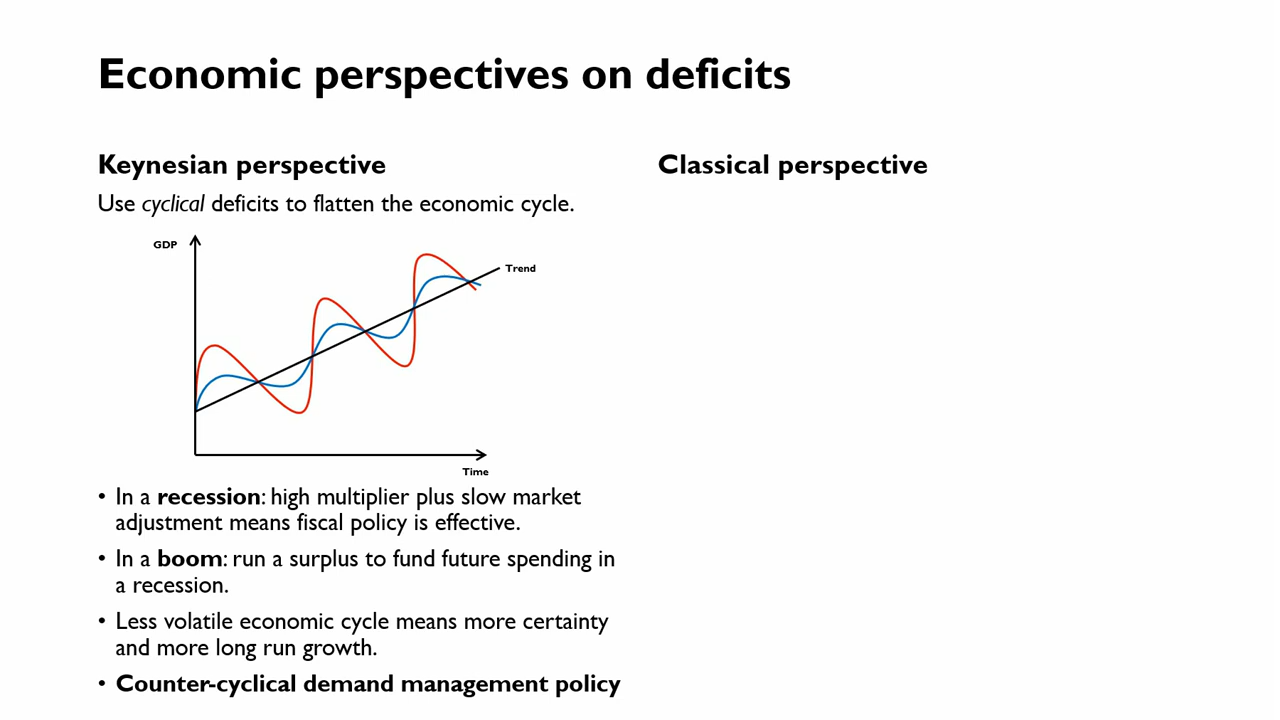 Economic perspectives on deficits
Keynesian perspective
Use cyclical deficits to flatten the economic cycle.
GDP
Trend
Time
• In a recession: high multiplier plus slow market
adjustment means fiscal policy is effective.
• In a boom: run a surplus to fund future spending in
a recession.
• Less volatile economic cycle means more certainty
and more long run growth.
• Counter-cyclical demand management policy
Classical perspective